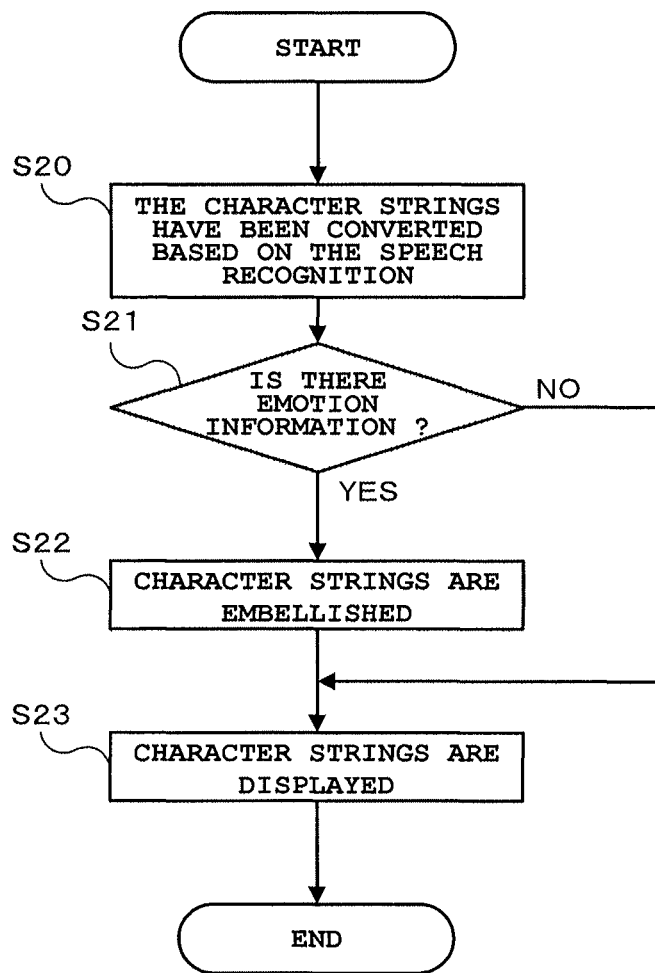 START
S20
THE CHARACTER STRINGS
HAVE BEEN CONVERTED
BASED ON THE SPEECH
RECOGNITION
S21
IS THERE
EMOTION
INFORMATION ?
NO
YES
S22
CHARACTER STRINGS ARE
EMBELLISHED
S23
CHARACTER STRINGS ARE
DISPLAYED
END